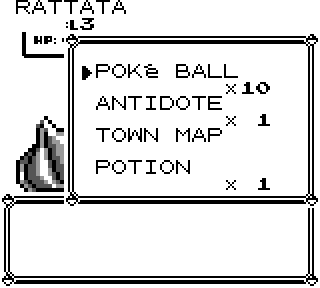 RATTATA
:L3
HP:
▶POKé BALL
×10
ANTIDOTE
× 1
TOWN MAP
POTION
× 1